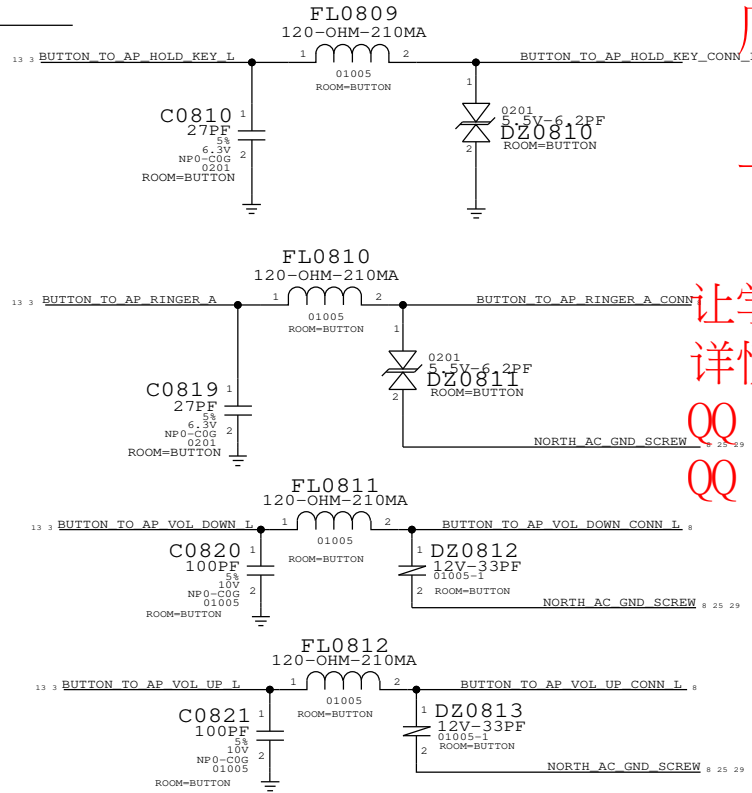 FL0809
120-OHM-210MA
13 3 BUTTON_TO_AP_HOLD_KEY_L 1 2 BUTTON_TO_AP_HOLD_KEY_CONN_
01005
ROOM=BUTTON
C0810 1
27PF
5%
6.3V
NP0-C0G 2
0201
ROOM=BUTTON
1
0201
5.5V-6.2PF
DZ0810
2 ROOM=BUTTON
FL0810
120-OHM-210MA
13 3 BUTTON_TO_AP_RINGER_A 1 2 BUTTON_TO_AP_RINGER_A_CONN
01005
ROOM=BUTTON
让学
C0819 1
27PF
5%
6.3V
NP0-C0G 2
0201
ROOM=BUTTON
1
0201
5.5V-6.2PF
DZ0811
2 ROOM=BUTTON
NORTH_AC_GND_SCREW 8 25 29
QQ
QQ
FL0811
120-OHM-210MA
13 3 BUTTON_TO_AP_VOL_DOWN_L 1 2 BUTTON_TO_AP_VOL_DOWN_CONN_L 8
01005
ROOM=BUTTON
C0820 1
100PF
5%
10V
NP0-C0G 2
01005
ROOM=BUTTON
1 DZ0812
12V-33PF
01005-1
2 ROOM=BUTTON
NORTH_AC_GND_SCREW 8 25 29
FL0812
120-OHM-210MA
13 3 BUTTON_TO_AP_VOL_UP_L 1 2 BUTTON_TO_AP_VOL_UP_CONN_L 8
01005
ROOM=BUTTON
C0821 1
100PF
5%
10V
NP0-C0G 2
01005
ROOM=BUTTON
1 DZ0813
12V-33PF
01005-1
2 ROOM=BUTTON
NORTH_AC_GND_SCREW 8 25 29